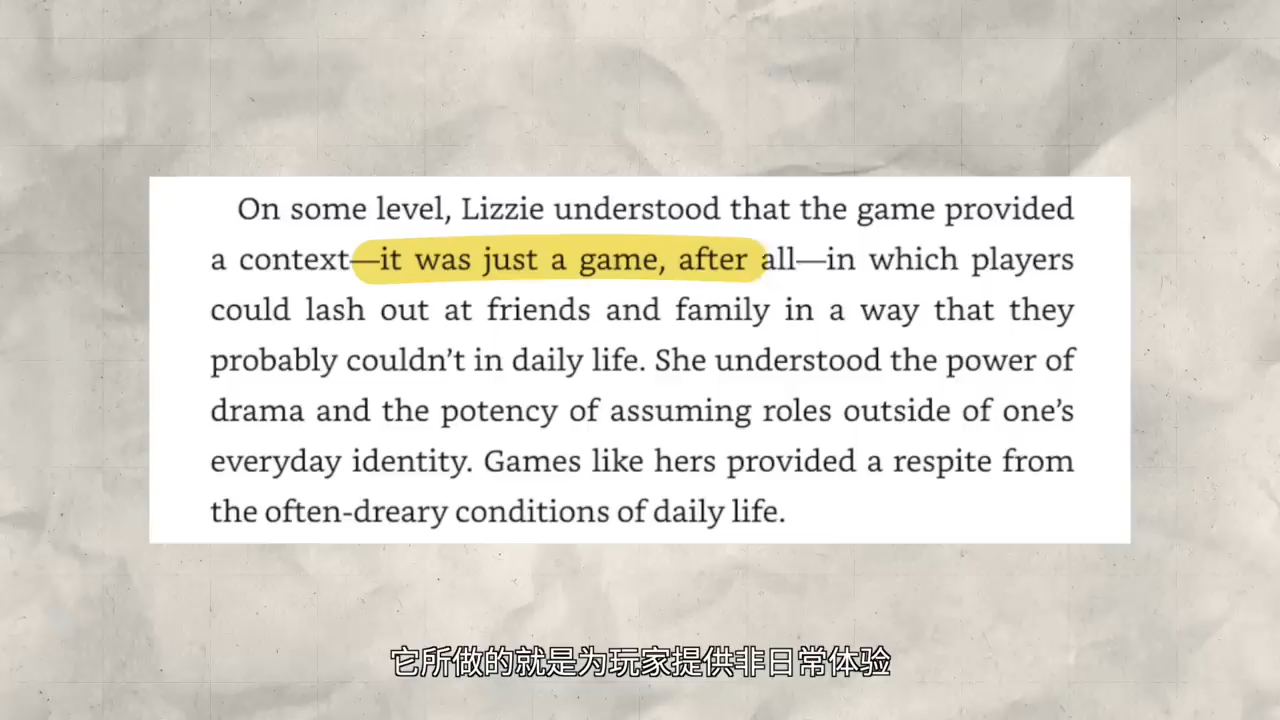 On some level, Lizzie understood that the game provided
a context—it was just a game, after all—in which players
could lash out at friends and family in a way that they
probably couldn’t in daily life. She understood the power of
drama and the potency of assuming roles outside of one’s
everyday identity. Games like hers provided a respite from
the often-dreary conditions of daily life.
它所做的就是为玩家提供非日常体验